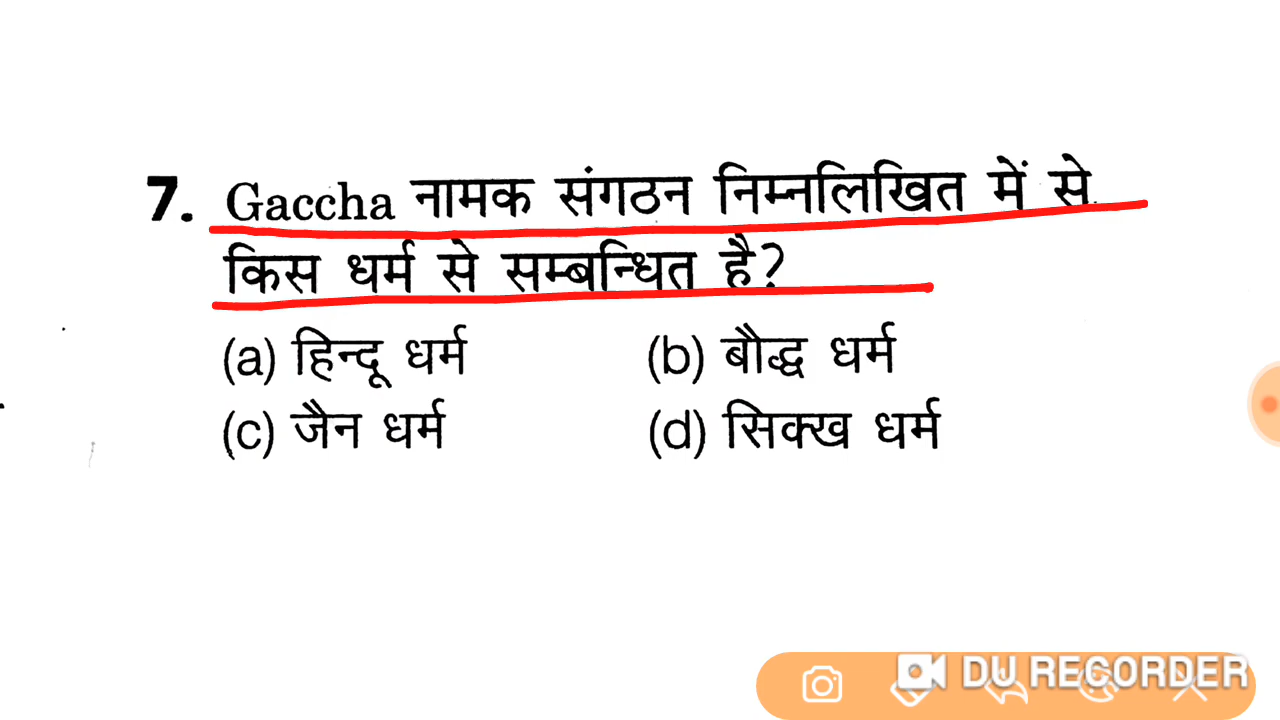 7. Gaccha नामक संगठन निम्नलिखित में से
किस धर्म से सम्बन्धित है?
(a) हिन्दू धर्म (b) बौद्ध धर्म
(c) जैन धर्म (d) सिक्ख धर्म
DU RECORDER